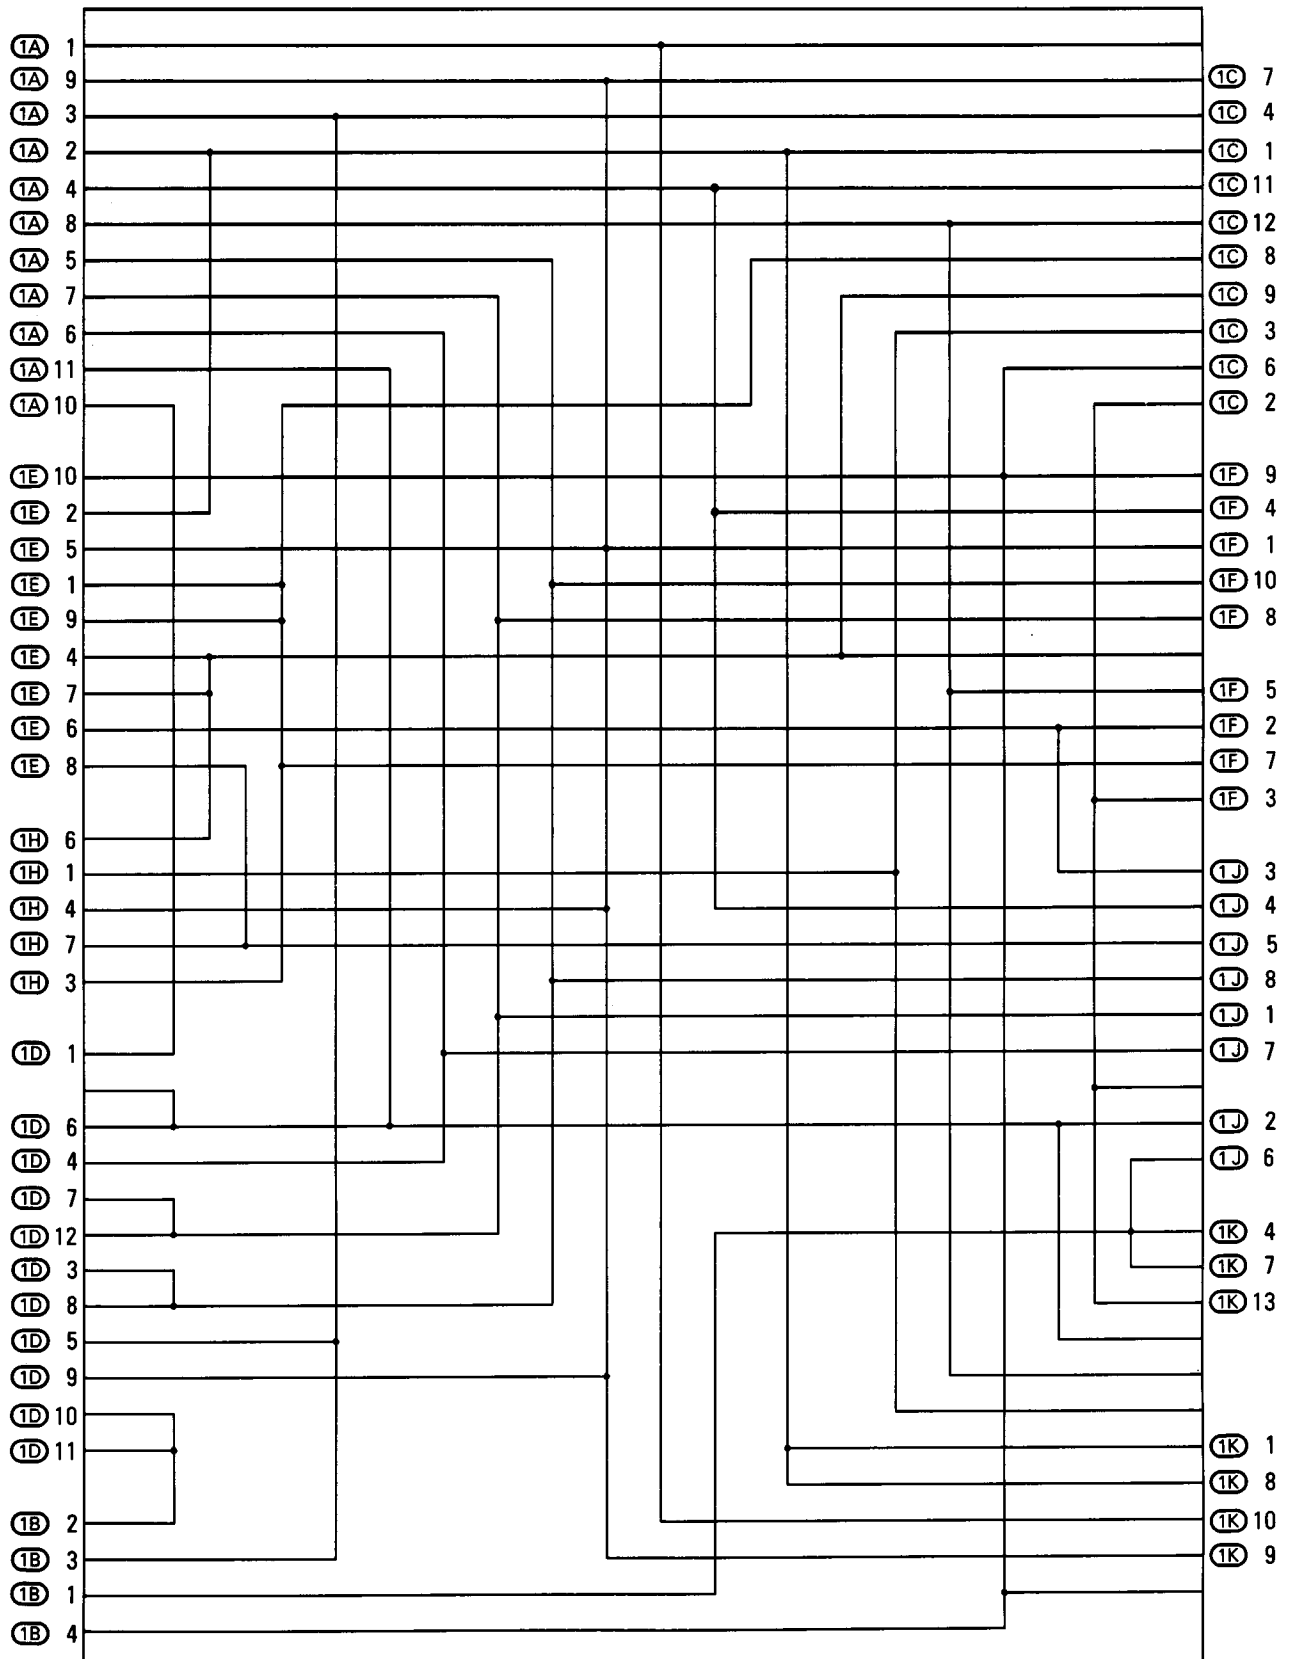 1A 1
1A 9
1C 7
1A 3
1C 4
1A 2
1C 1
1A 4
1C 11
1A 8
1C 12
1A 5
1C 8
1A 7
1C 9
1A 6
1C 3
1A 11
1C 6
1A 10
1C 2
1E 10
1F 9
1E 2
1F 4
1E 5
1F 1
1E 1
1F 10
1E 9
1F 8
1E 4
1E 7
1F 5
1E 6
1F 2
1E 8
1F 7
1F 3
1H 6
1H 1
1J 3
1H 4
1J 4
1H 7
1J 5
1H 3
1J 8
1J 1
1D 1
1J 7
1D 6
1J 2
1D 4
1J 6
1D 7
1D 12
1K 4
1D 3
1K 7
1D 8
1K 13
1D 5
1D 9
1D 10
1D 11
1K 1
1K 8
1B 2
1K 10
1B 3
1K 9
1B 1
1B 4